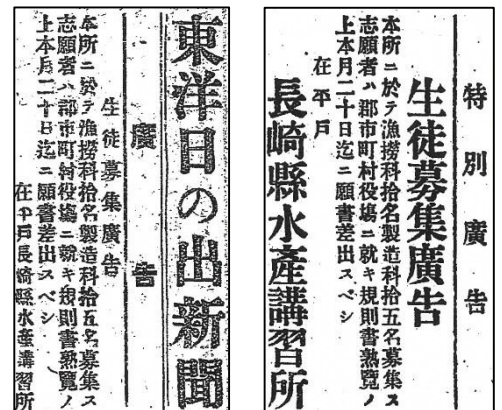 東洋日の出新聞
廣告
生徒募集廣告
本所ニ於テ漁撈科拾名製造科拾五名募集ス
志願者ハ郡市町村役場ニ就キ規則書熟覽ノ
上本月二十日迄ニ願書差出スベシ
在平戸長崎縣水產講習所
特別廣告
生徒募集廣告
本所ニ於テ漁撈科拾名製造科拾五名募集ス
志願者ハ郡市町村役場ニ就キ規則書熟覽ノ
上本月二十日迄ニ願書差出スベシ
在平戸
長崎縣水產講習所